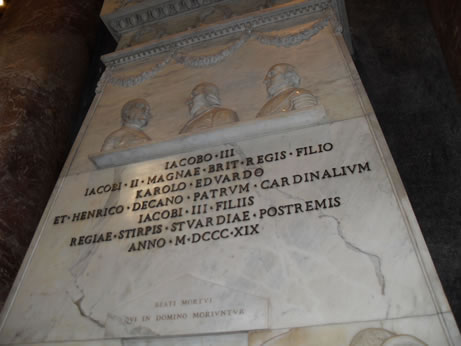 IACOBO · III
IACOBI · II · MAGNAE · BRIT · REGIS · FILIO
KAROLO · EDVARDO
ET · HENRICO · DECANO · PATRVM · CARDINALIVM
IACOBI · III · FILIIS
REGIAE · STIRPIS · STVARDIAE · POSTREMIS
ANNO · M · DCCC · XIX
BEATI MORTVI
QVI IN DOMINO MORIVNTVR